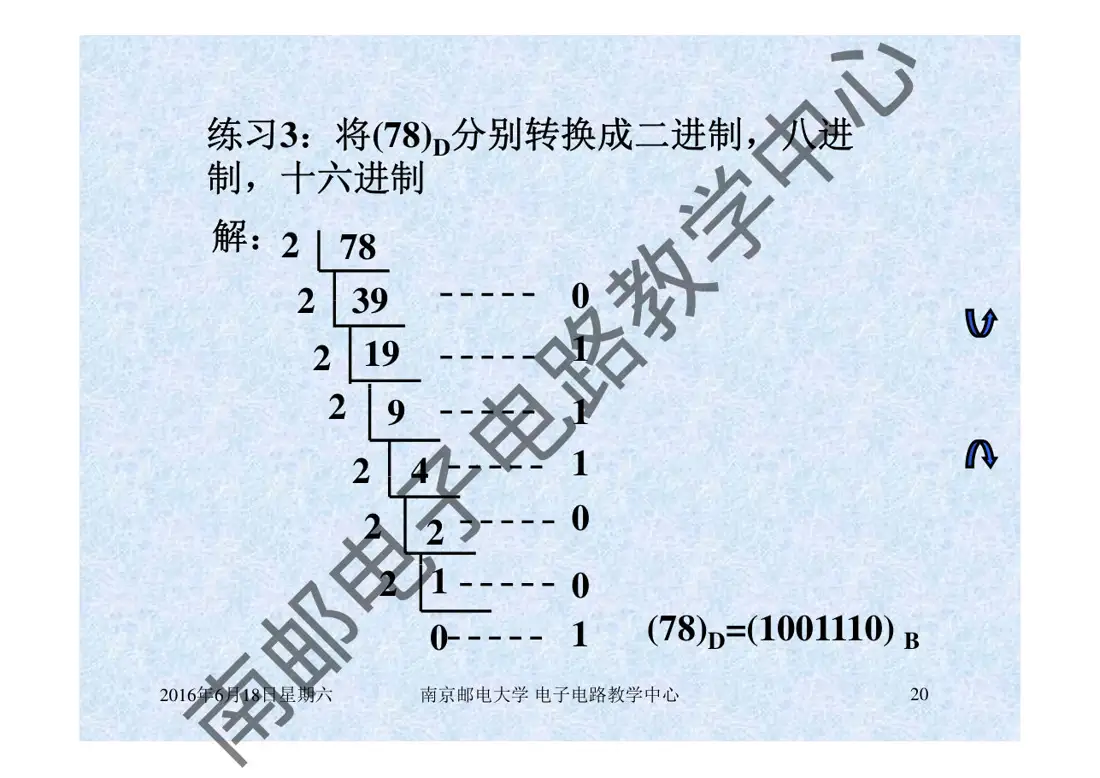 练习3：将(78)D分别转换成二进制，八进
制，十六进制
解：2 78
2 39 ----- 0
2 19 ----- 1
2 9 ----- 1
2 4 ----- 1
2 2 ----- 0
2 1 ----- 0
0 ----- 1
(78)D=(1001110) B
2016年6月18日星期六 南京邮电大学 电子电路教学中心 20
南邮电子电路教学中心